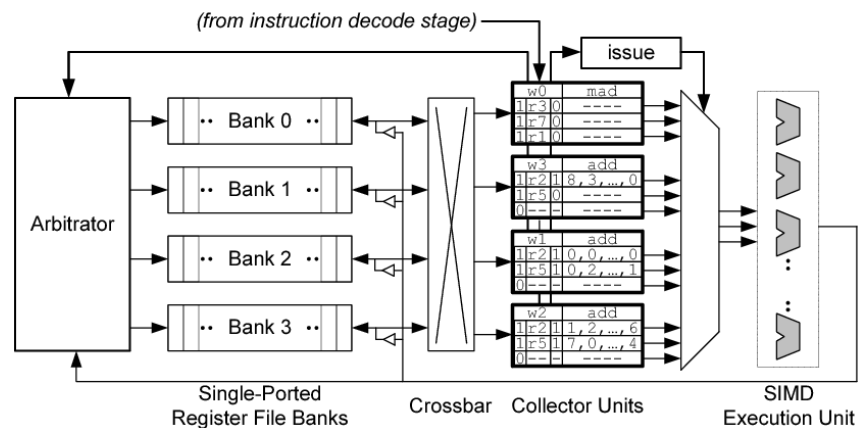 (from instruction decode stage)
issue
Arbitrator
·· Bank 0 ··
·· Bank 1 ··
·· Bank 2 ··
·· Bank 3 ··
w0 mad
1 r3 0 ----
1 r7 0 ----
1 r1 0 ----
w3 add
1 r2 1 8,3,…,0
1 r5 0 ----
0 -- - ----
w1 add
1 r2 1 0,0,…,0
1 r5 1 0,2,…,1
0 -- - ----
w2 add
1 r2 1 1,2,…,6
1 r5 1 7,0,…,4
0 -- - ----
Single-Ported
Register File Banks
Crossbar
Collector Units
SIMD
Execution Unit